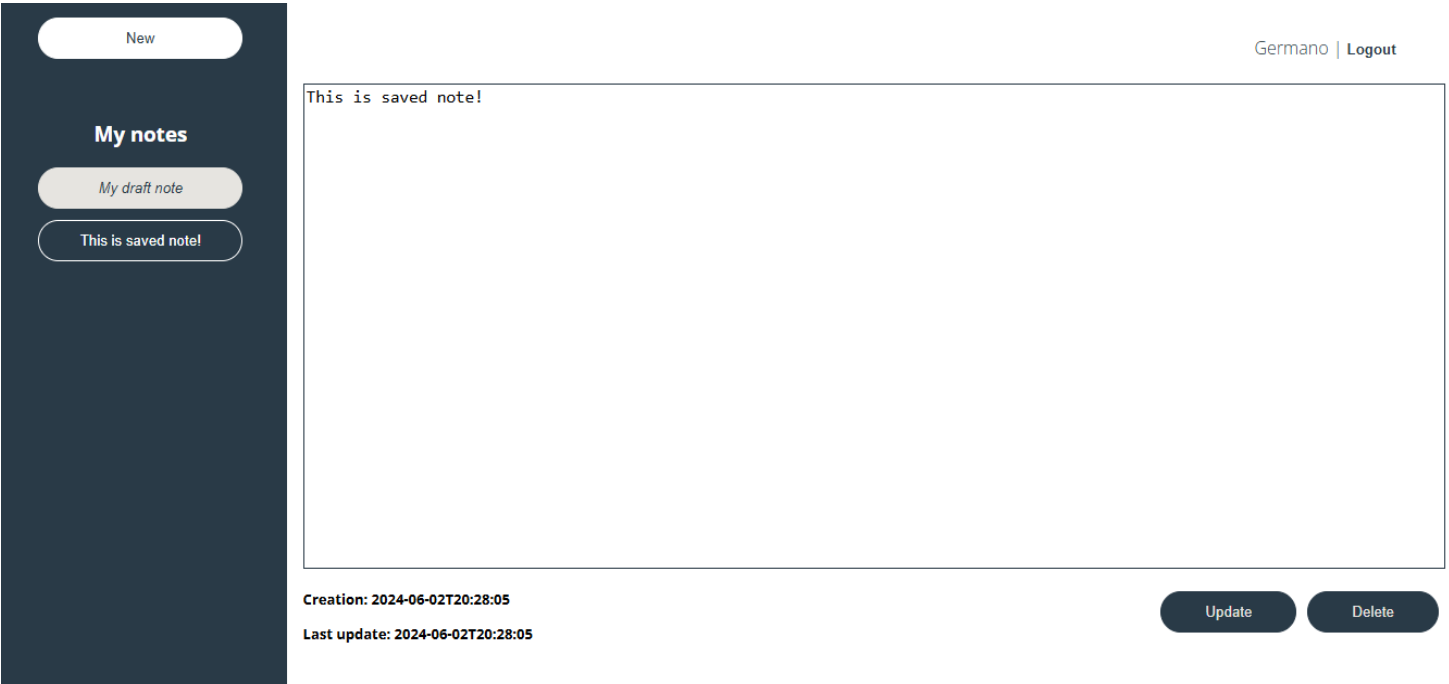 New
Germano | Logout
My notes
My draft note
This is saved note!
This is saved note!
Creation: 2024-06-02T20:28:05
Last update: 2024-06-02T20:28:05
Update
Delete